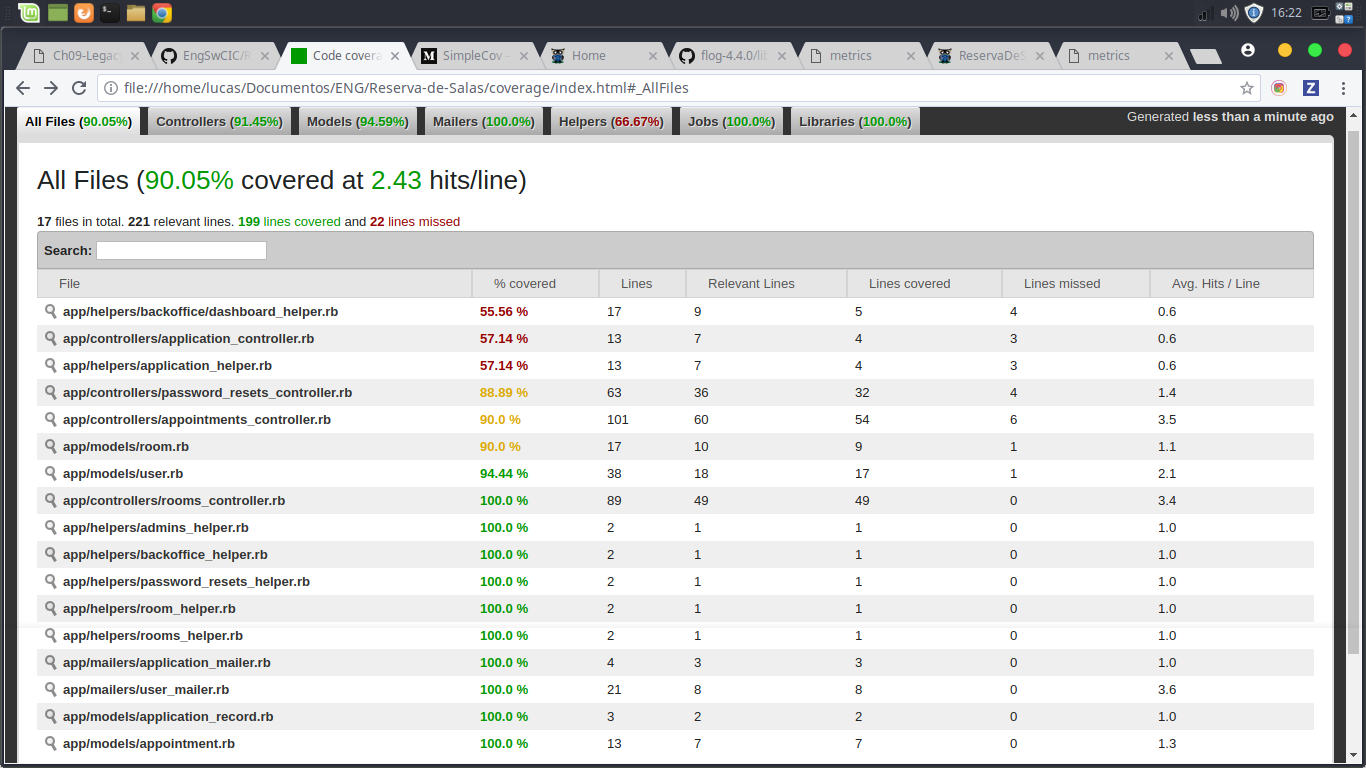 16:22
Ch09-Legac EngSwCIC/R Code covera SimpleCov – Home flog-4.4.0/lib metrics ReservaDeS metrics
file:///home/lucas/Documentos/ENG/Reserva-de-Salas/coverage/index.html#_AllFiles
All Files (90.05%) Controllers (91.45%) Models (94.59%) Mailers (100.0%) Helpers (66.67%) Jobs (100.0%) Libraries (100.0%) Generated less than a minute ago
All Files (90.05% covered at 2.43 hits/line)
17 files in total. 221 relevant lines. 199 lines covered and 22 lines missed
Search:
File % covered Lines Relevant Lines Lines covered Lines missed Avg. Hits / Line
app/helpers/backoffice/dashboard_helper.rb 55.56 % 17 9 5 4 0.6
app/controllers/application_controller.rb 57.14 % 13 7 4 3 0.6
app/helpers/application_helper.rb 57.14 % 13 7 4 3 0.6
app/controllers/password_resets_controller.rb 88.89 % 63 36 32 4 1.4
app/controllers/appointments_controller.rb 90.0 % 101 60 54 6 3.5
app/models/room.rb 90.0 % 17 10 9 1 1.1
app/models/user.rb 94.44 % 38 18 17 1 2.1
app/controllers/rooms_controller.rb 100.0 % 89 49 49 0 3.4
app/helpers/admins_helper.rb 100.0 % 2 1 1 0 1.0
app/helpers/backoffice_helper.rb 100.0 % 2 1 1 0 1.0
app/helpers/password_resets_helper.rb 100.0 % 2 1 1 0 1.0
app/helpers/room_helper.rb 100.0 % 2 1 1 0 1.0
app/helpers/rooms_helper.rb 100.0 % 2 1 1 0 1.0
app/mailers/application_mailer.rb 100.0 % 4 3 3 0 1.0
app/mailers/user_mailer.rb 100.0 % 21 8 8 0 3.6
app/models/application_record.rb 100.0 % 3 2 2 0 1.0
app/models/appointment.rb 100.0 % 13 7 7 0 1.3